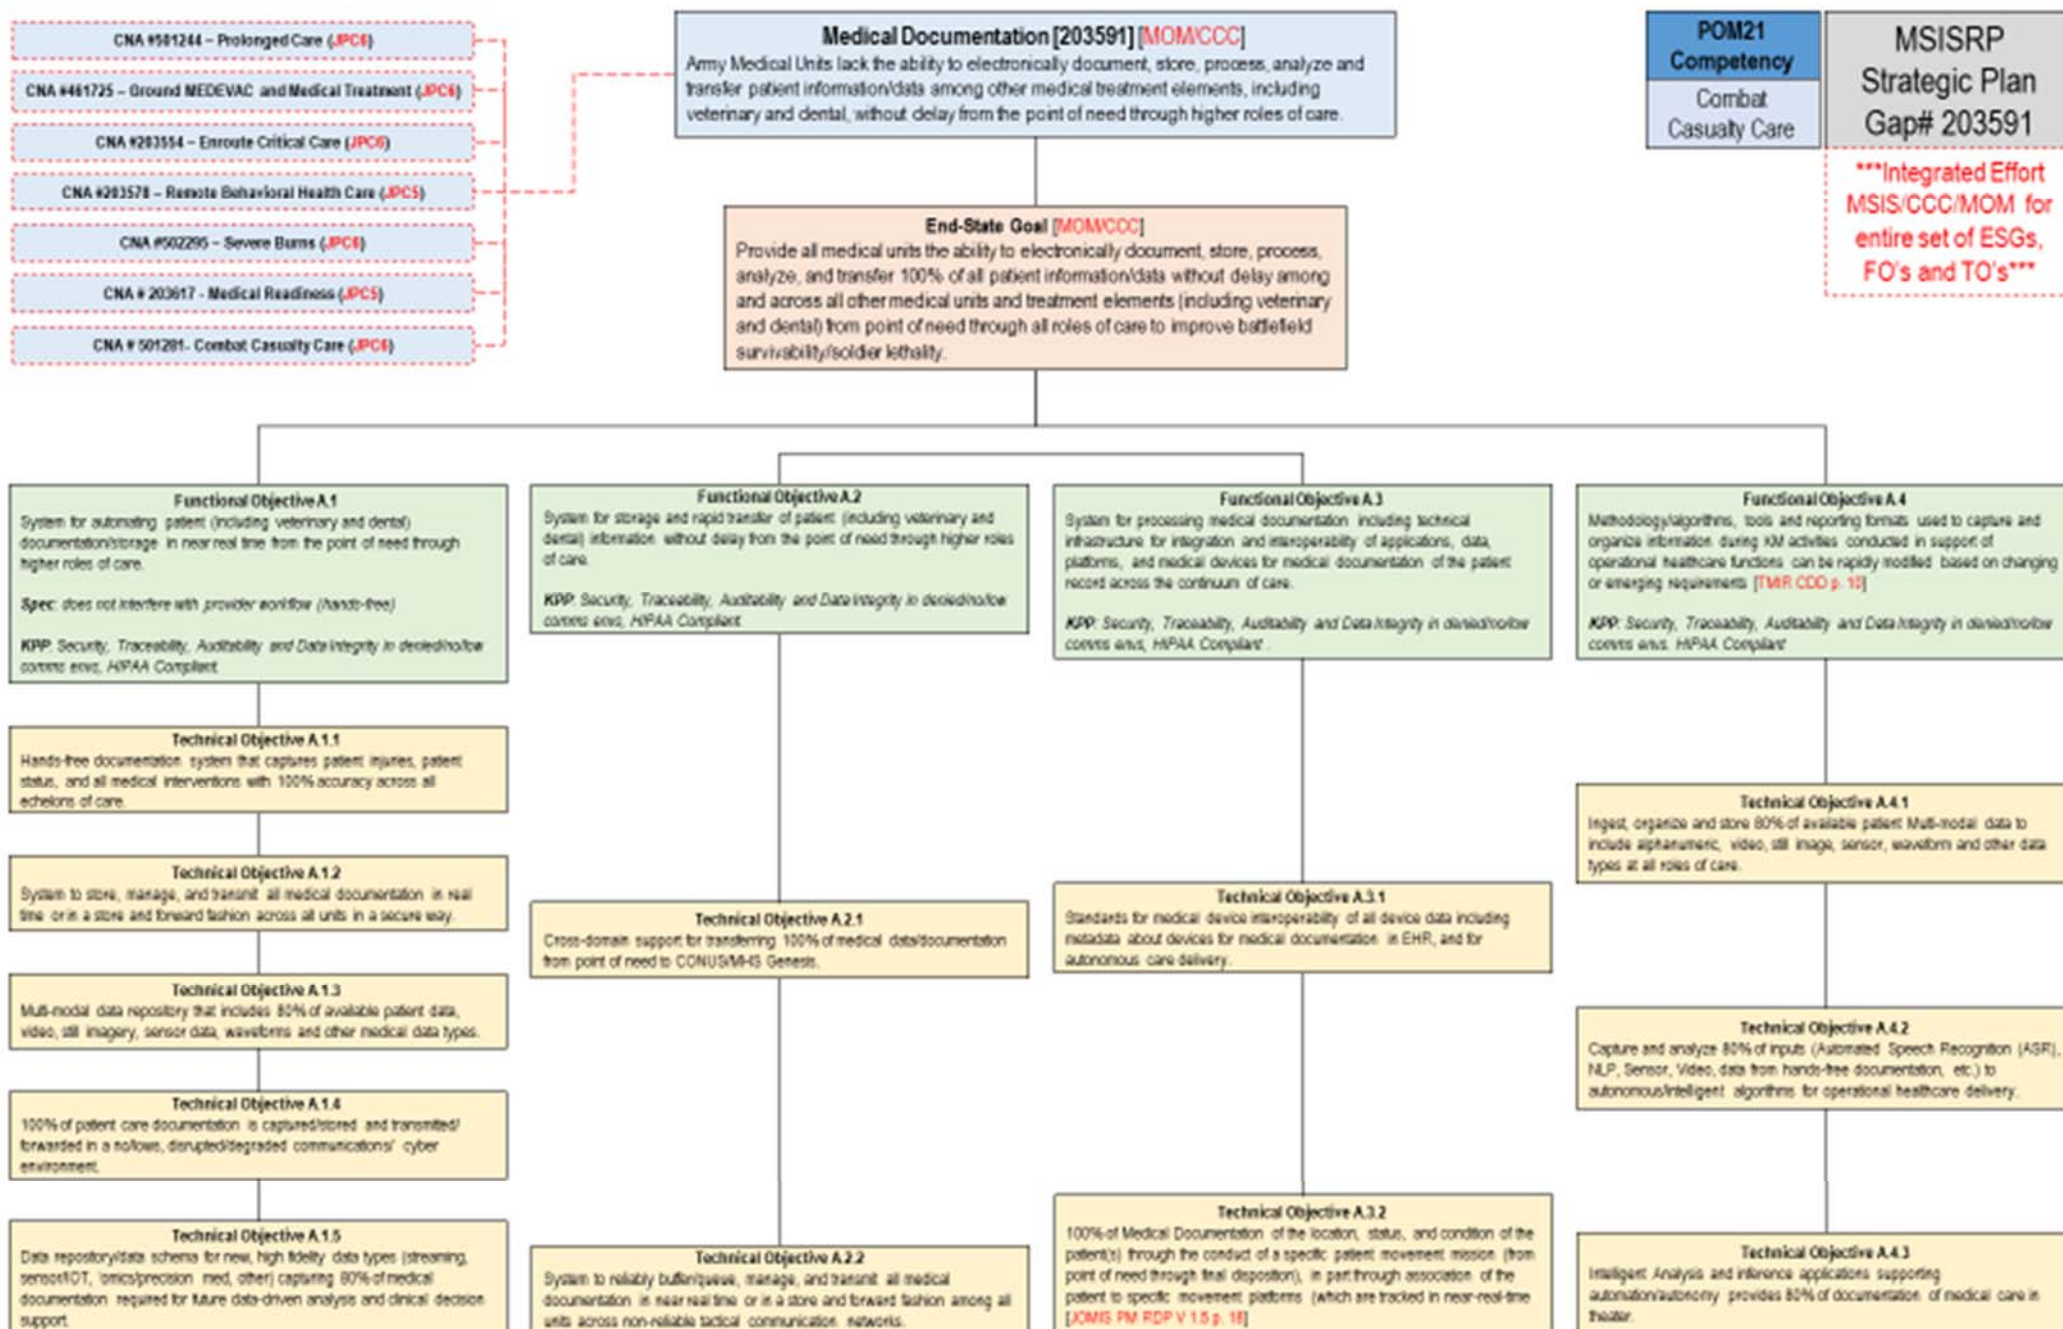 CNA #501244 – Prolonged Care (JPC6)
CNA #461725 – Ground MEDEVAC and Medical Treatment (JPC6)
CNA #203554 – Enroute Critical Care (JPC6)
CNA #203578 – Remote Behavioral Health Care (JPC5)
CNA #502295 – Severe Burns (JPC6)
CNA # 203617 - Medical Readiness (JPC5)
CNA # 501281- Combat Casualty Care (JPC6)
Medical Documentation [203591] [MOM/CCC]
Army Medical Units lack the ability to electronically document, store, process, analyze and
transfer patient information/data among other medical treatment elements, including
veterinary and dental, without delay from the point of need through higher roles of care.
POM21
Competency
Combat
Casualty Care
MSISRP
Strategic Plan
Gap# 203591
***Integrated Effort
MSIS/CCC/MOM for
entire set of ESGs,
FO's and TO's***
End-State Goal [MOM/CCC]
Provide all medical units the ability to electronically document, store, process,
analyze, and transfer 100% of all patient information/data without delay among
and across all other medical units and treatment elements (including veterinary
and dental) from point of need through all roles of care to improve battlefield
survivability/soldier lethality.
Functional Objective A.1
System for automating patient (including veterinary and dental)
documentation/storage in near real time from the point of need through
higher roles of care.
Spec: does not interfere with provider workflow (hands-free)
KPP: Security, Traceability, Auditability and Data Integrity in denied/no/low
comms envs, HIPAA Compliant
Technical Objective A.1.1
Hands-free documentation system that captures patient injuries, patient
status, and all medical interventions with 100% accuracy across all
echelons of care.
Technical Objective A.1.2
System to store, manage, and transmit all medical documentation in real
time or in a store and forward fashion across all units in a secure way.
Technical Objective A.1.3
Multi-modal data repository that includes 80% of available patient data,
video, still imagery, sensor data, waveforms and other medical data types.
Technical Objective A.1.4
100% of patient care documentation is captured/stored and transmitted/
forwarded in a no/lows, disrupted/degraded communications/ cyber
environment.
Technical Objective A.1.5
Data repository/data schema for new, high fidelity data types (streaming,
sensor/IOT, 'omics/precision med, other) capturing 80% of medical
documentation required for future data-driven analysis and clinical decision
support.
Functional Objective A.2
System for storage and rapid transfer of patient (including veterinary and
dental) information without delay from the point of need through higher roles
of care.
KPP: Security, Traceability, Auditability and Data Integrity in denied/no/low
comms envs, HIPAA Compliant
Technical Objective A.2.1
Cross-domain support for transferring 100% of medical data/documentation
from point of need to CONUS/MHS Genesis.
Technical Objective A.2.2
System to reliably buffer/queue, manage, and transmit all medical
documentation in near real time or in a store and forward fashion among all
units across non-reliable tactical communication networks.
Functional Objective A.3
System for processing medical documentation including technical
infrastructure for integration and interoperability of applications, data,
platforms, and medical devices for medical documentation of the patient
record across the continuum of care.
KPP: Security, Traceability, Auditability and Data Integrity in denied/no/low
comms envs, HIPAA Compliant .
Technical Objective A.3.1
Standards for medical device interoperability of all device data including
metadata about devices for medical documentation in EHR, and for
autonomous care delivery.
Technical Objective A.3.2
100% of Medical Documentation of the location, status, and condition of the
patient(s) through the conduct of a specific patient movement mission (from
point of need through final disposition), in part through association of the
patient to specific movement platforms (which are tracked in near-real-time
[JOMIS PM RDP V 1.5 p. 18]
Functional Objective A.4
Methodology/algorithms, tools and reporting formats used to capture and
organize information during KM activities conducted in support of
operational healthcare functions can be rapidly modified based on changing
or emerging requirements [TMIR CDD p. 10]
KPP: Security, Traceability, Auditability and Data Integrity in denied/no/low
comms envs. HIPAA Compliant
Technical Objective A.4.1
Ingest, organize and store 80% of available patient Multi-modal data to
include alphanumeric, video, still image, sensor, waveform and other data
types at all roles of care.
Technical Objective A.4.2
Capture and analyze 80% of inputs (Automated Speech Recognition (ASR),
NLP, Sensor, Video, data from hands-free documentation, etc.) to
autonomous/intelligent algorithms for operational healthcare delivery.
Technical Objective A.4.3
Intelligent Analysis and inference applications supporting
automation/autonomy provides 80% of documentation of medical care in
theater.